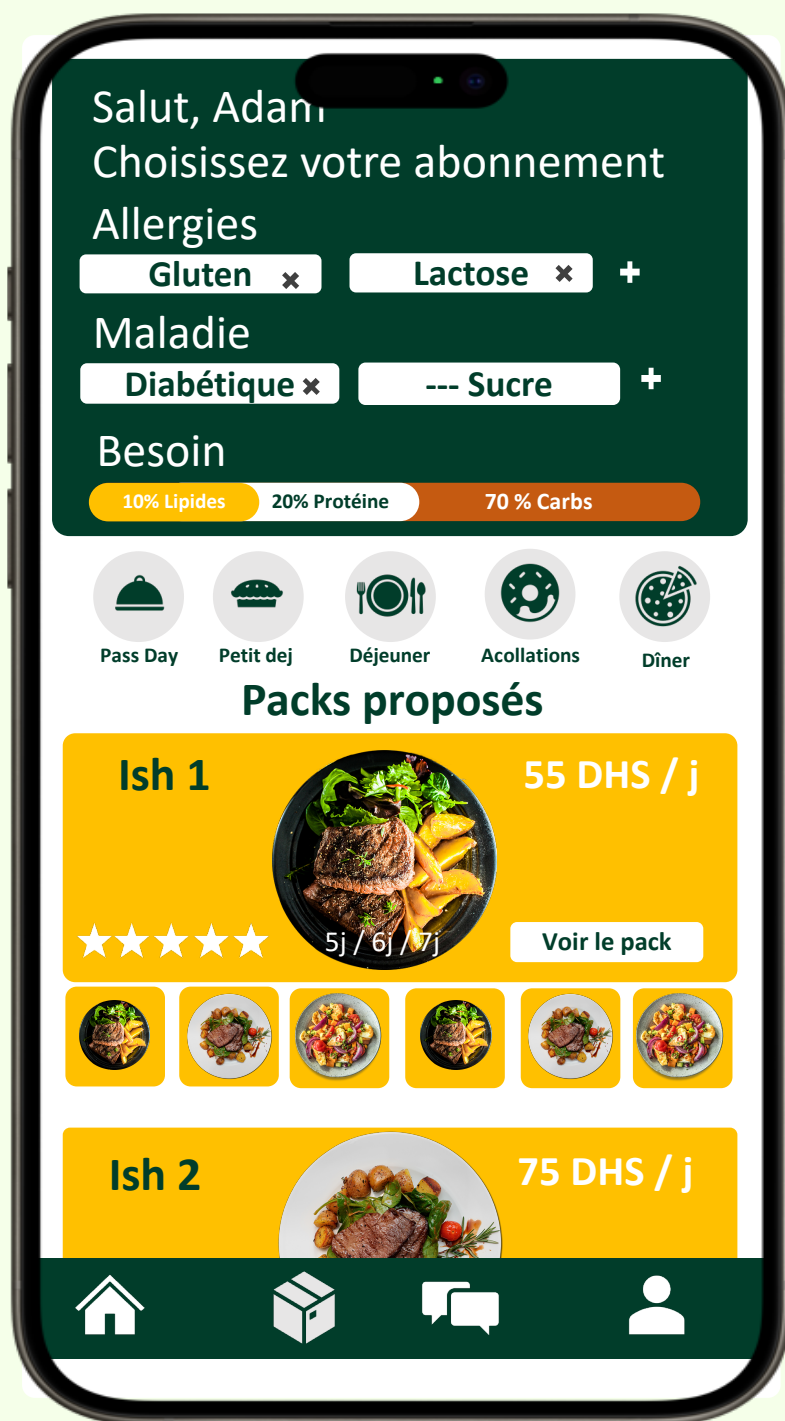 Salut, Adam
Choisissez votre abonnement
Allergies
Gluten ✖ Lactose ✖ +
Maladie
Diabétique ✖ --- Sucre +
Besoin
10% Lipides 20% Protéine 70 % Carbs
Pass Day Petit dej Déjeuner Acollations Dîner
Packs proposés
Ish 1 55 DHS / j
5j / 6j / 7j Voir le pack
Ish 2 75 DHS / j